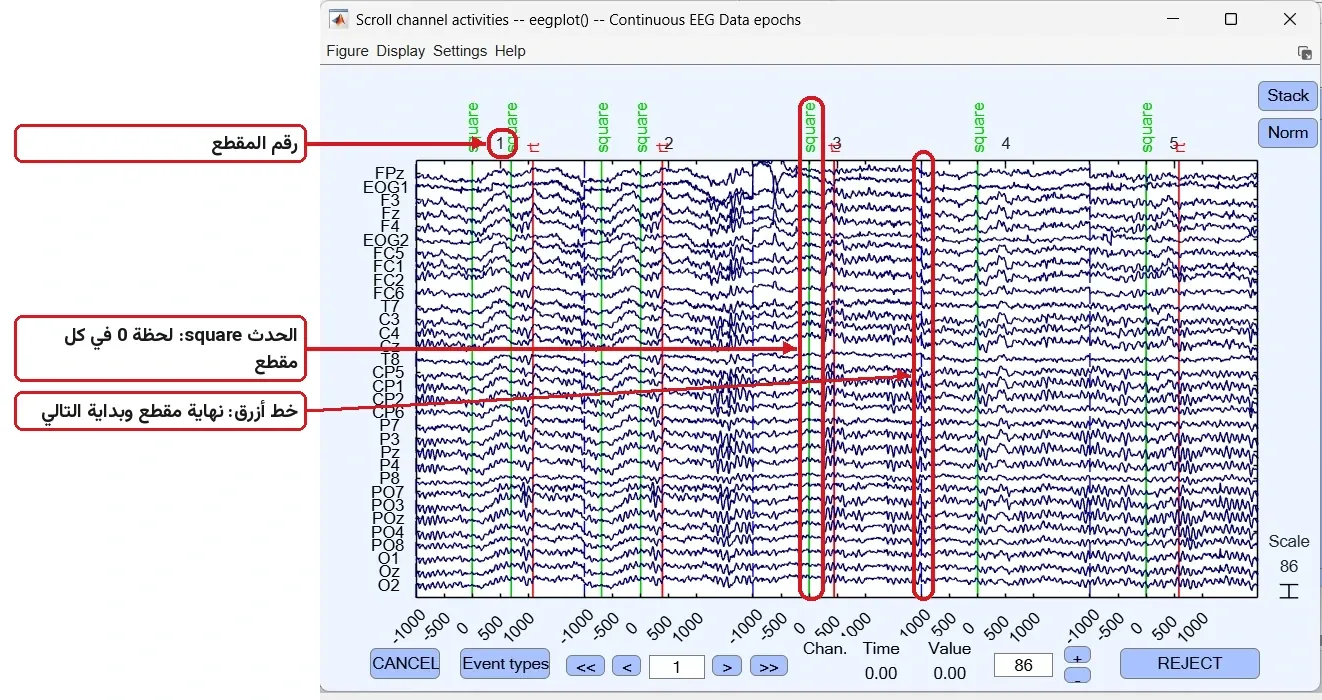 Scroll channel activities -- eegplot() -- Continuous EEG Data epochs
Figure Display Settings Help
Stack
Norm
square square square square square square square
1 rt rt 2 rt 3 4 5 rt
رقم المقطع
الحدث square: لحظة 0 في كل
مقطع
خط أزرق: نهاية مقطع وبداية التالي
FPz
EOG1
F3
Fz
F4
EOG2
FC5
FC1
FC2
FC6
T7
C3
C4
Cz
T8
CP5
CP1
CP2
CP6
P7
P3
Pz
P4
P8
PO7
PO3
POz
PO4
PO8
O1
Oz
O2
Scale
86
-1000 -500 0 500 1000 -1000 -500 0 500 1000 -1000 -500 0 500 1000 1000 -500 0 500 1000 -1000 -500 0 500 1000
Chan. Time Value
0.00 0.00
CANCEL Event types << < 1 > >> 86 + - REJECT